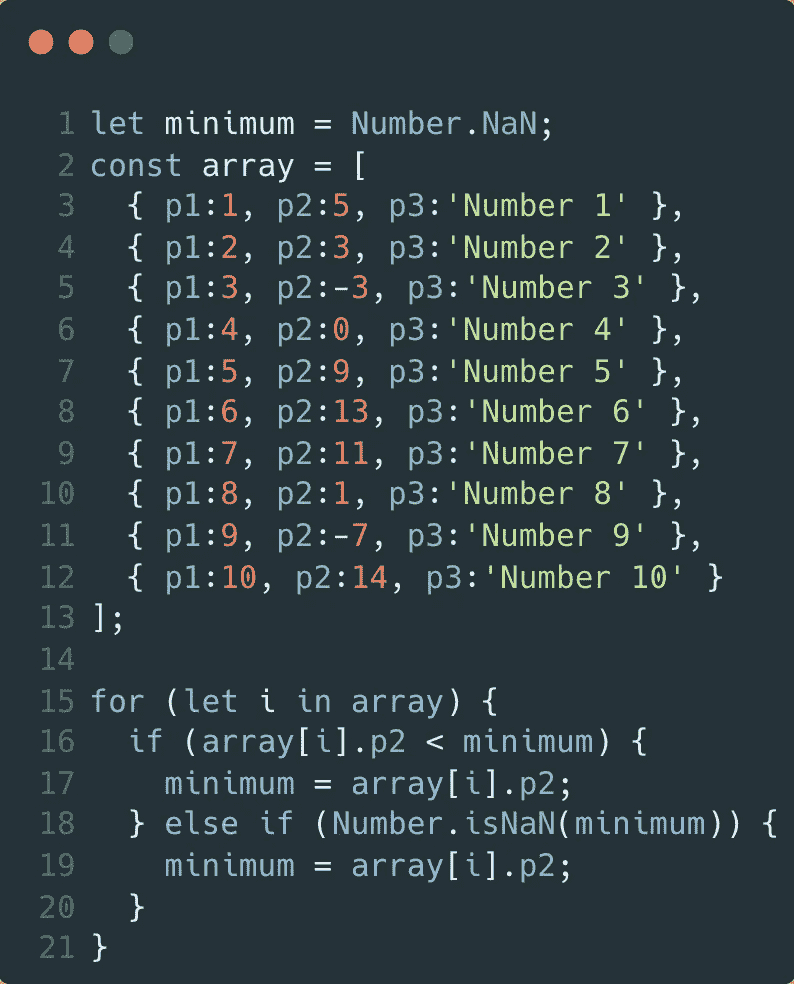 1 let minimum = Number.NaN;
2 const array = [
3   { p1:1, p2:5, p3:'Number 1' },
4   { p1:2, p2:3, p3:'Number 2' },
5   { p1:3, p2:-3, p3:'Number 3' },
6   { p1:4, p2:0, p3:'Number 4' },
7   { p1:5, p2:9, p3:'Number 5' },
8   { p1:6, p2:13, p3:'Number 6' },
9   { p1:7, p2:11, p3:'Number 7' },
10   { p1:8, p2:1, p3:'Number 8' },
11   { p1:9, p2:-7, p3:'Number 9' },
12   { p1:10, p2:14, p3:'Number 10' }
13 ];
14
15 for (let i in array) {
16   if (array[i].p2 < minimum) {
17     minimum = array[i].p2;
18   } else if (Number.isNaN(minimum)) {
19     minimum = array[i].p2;
20   }
21 }